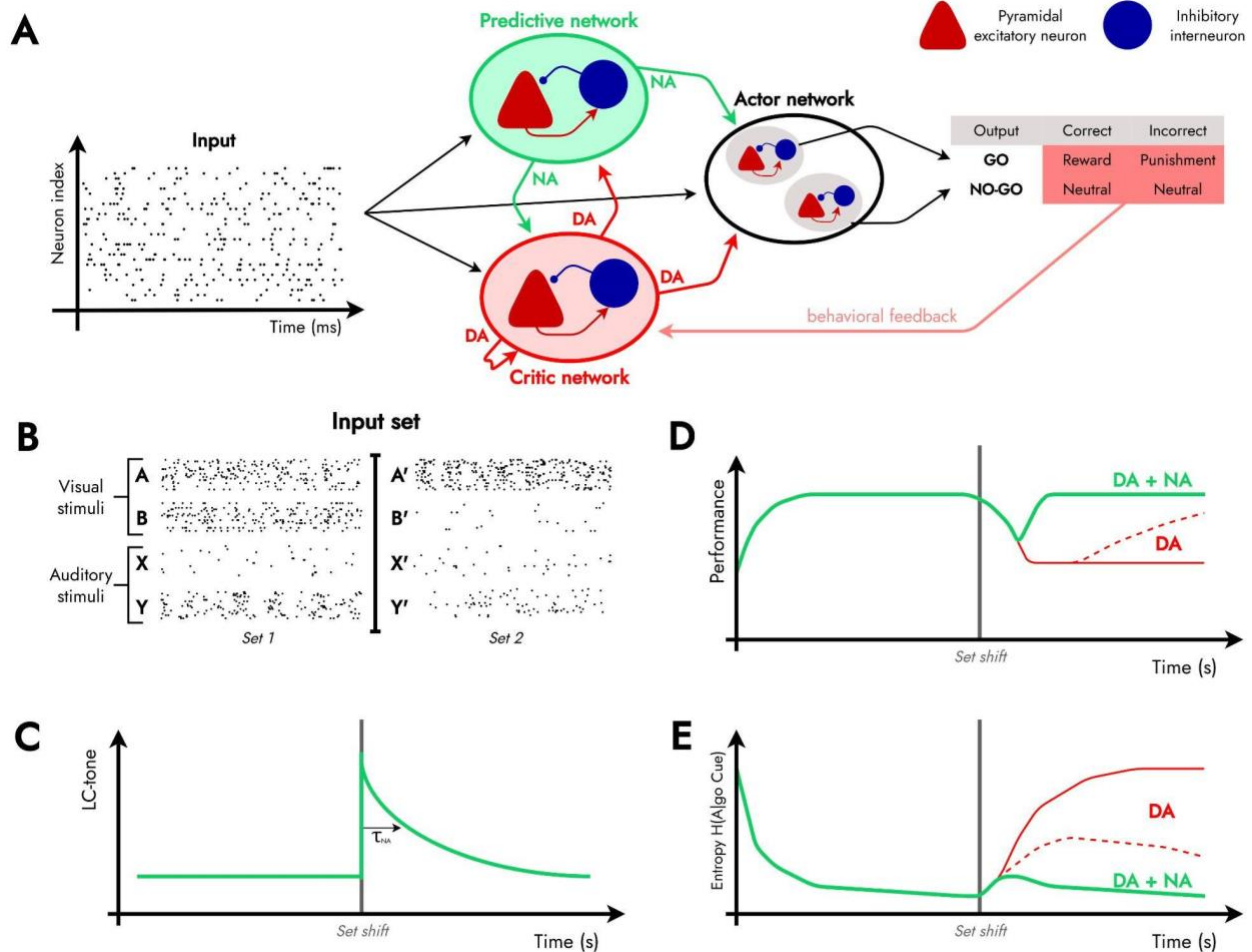 A
Predictive network
Pyramidal
excitatory neuron
Inhibitory
interneuron
NA
Actor network
Input
Neuron index
Time (ms)
NA
DA
DA
DA
Critic network
Output Correct Incorrect
GO Reward Punishment
NO-GO Neutral Neutral
behavioral feedback
B
Input set
Visual
stimuli
Auditory
stimuli
A
B
X
Y
A'
B'
X'
Y'
Set 1
Set 2
C
LC-tone
τNA
Set shift
Time (s)
D
Performance
DA + NA
DA
Set shift
Time (s)
E
Entropy H(A|go Cue)
DA
DA + NA
Set shift
Time (s)